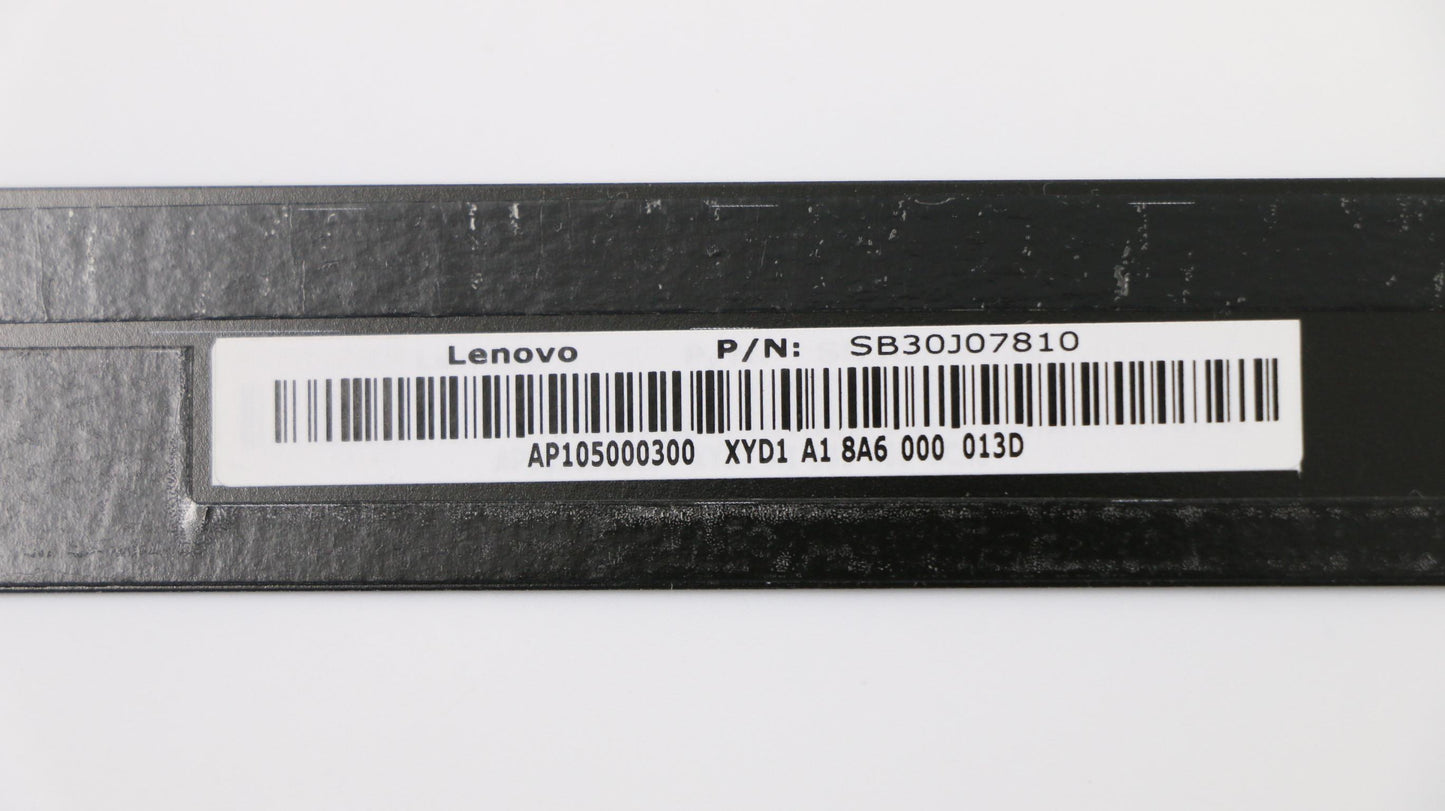 Lenovo P/N: SB30J07810
AP105000300 XYD1 A1 8A6 000 013D